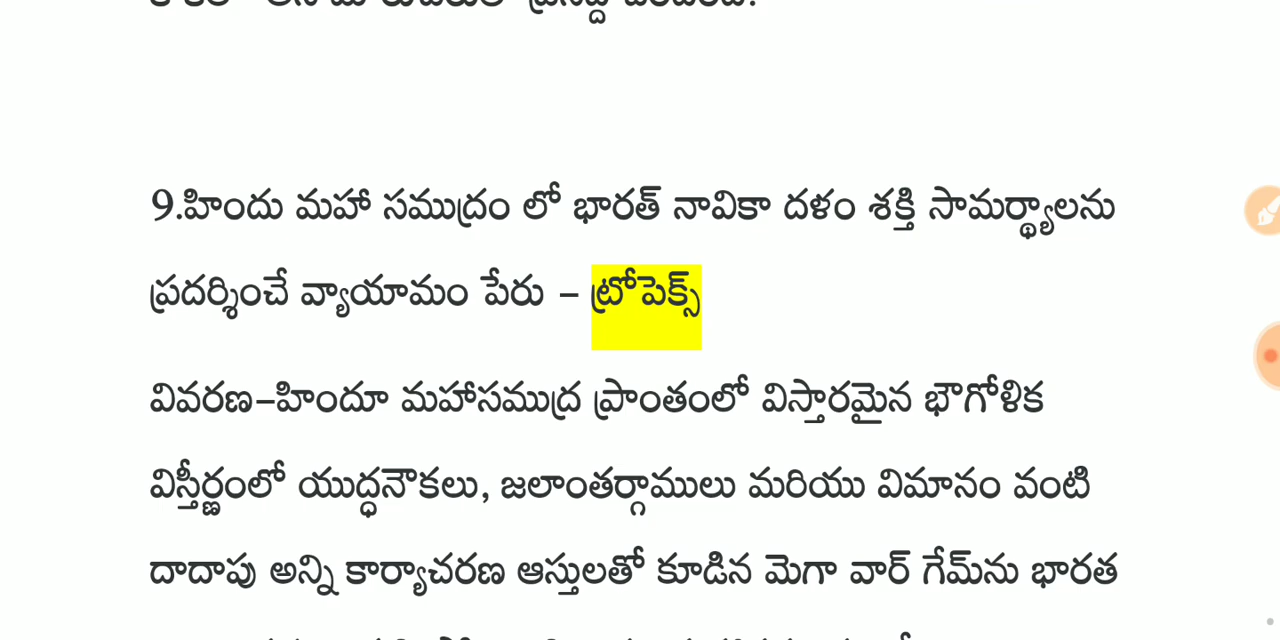 9.హిందు మహా సముద్రం లో భారత్ నావికా దళం శక్తి సామర్థ్యాలను
ప్రదర్శించే వ్యాయామం పేరు – ట్రోపెక్స్
వివరణ–హిందూ మహాసముద్ర ప్రాంతంలో విస్తారమైన భౌగోళిక
విస్తీర్ణంలో యుద్ధనౌకలు, జలాంతర్గాములు మరియు విమానం వంటి
దాదాపు అన్ని కార్యాచరణ ఆస్తులతో కూడిన మెగా వార్ గేమ్‌ను భారత